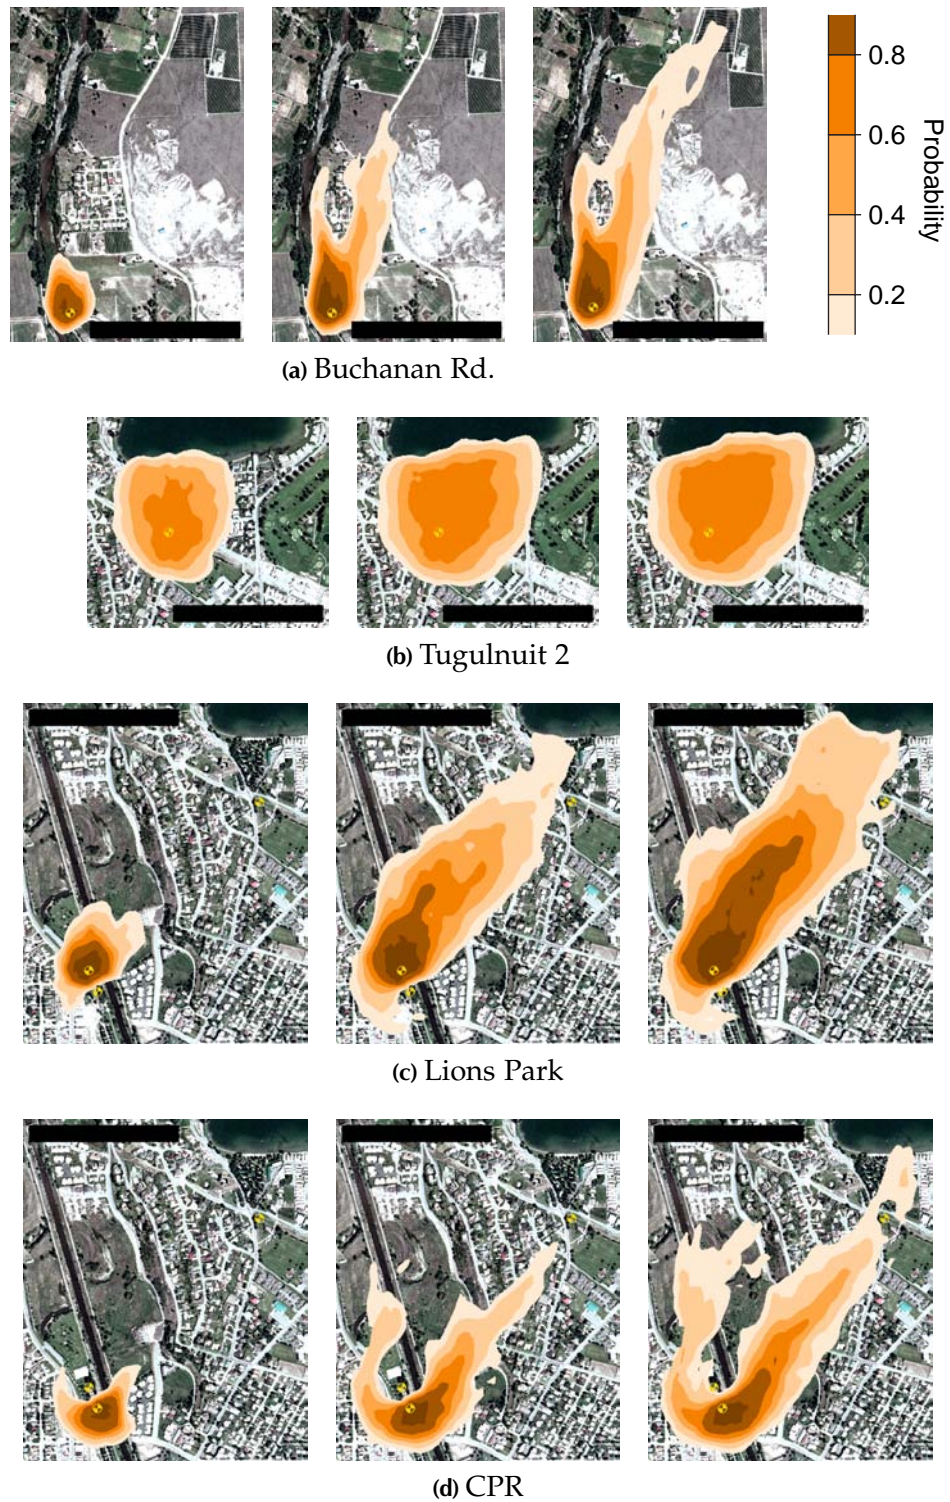 0.8
0.6
0.4
0.2
Probability
(a) Buchanan Rd.
(b) Tugulnuit 2
(c) Lions Park
(d) CPR